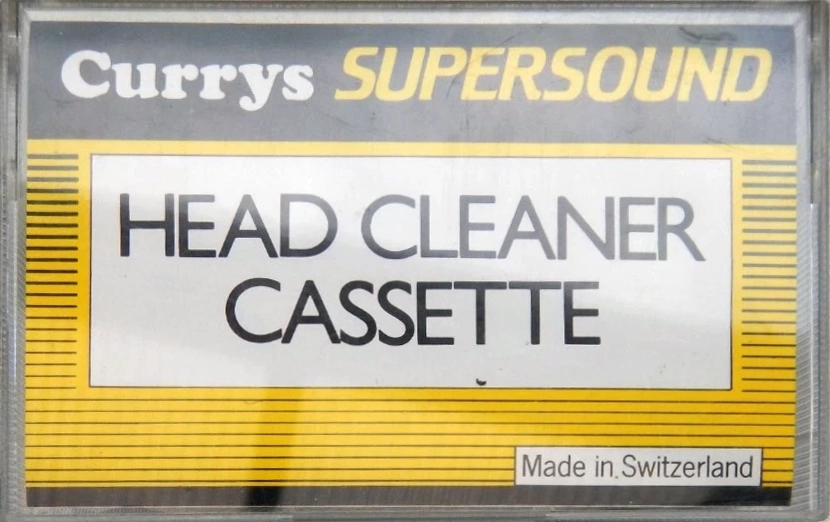 Currys SUPERSOUND
HEAD CLEANER
CASSETTE
Made in Switzerland